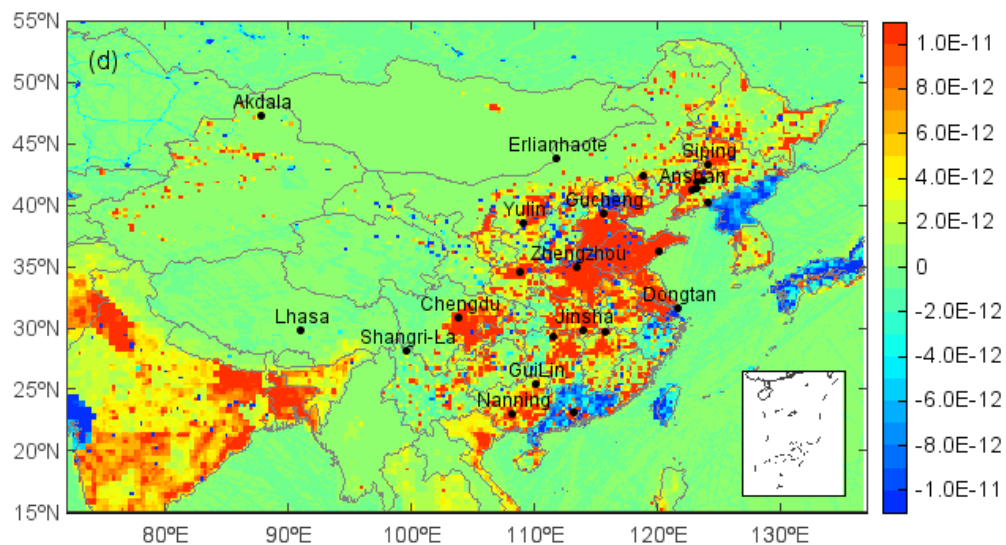 55ºN
(d)
50ºN
45ºN
40ºN
35ºN
30ºN
25ºN
20ºN
15ºN
Akdala
Erlianhaote
Siping
Anshan
Yulin
Gucheng
Zhengzhou
Chengdu
Dongtan
Lhasa
Jinsha
Shangri-La
GuiLin
Nanning
80ºE 90ºE 100ºE 110ºE 120ºE 130ºE
1.0E-11
8.0E-12
6.0E-12
4.0E-12
2.0E-12
0
-2.0E-12
-4.0E-12
-6.0E-12
-8.0E-12
-1.0E-11